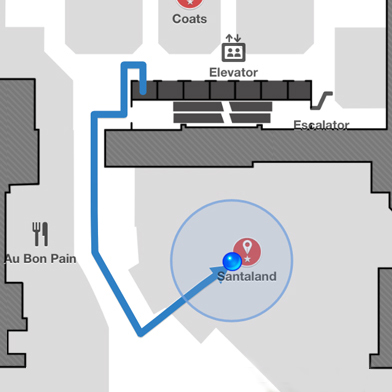 Coats
Elevator
Escalator
Au Bon Pain
Santaland